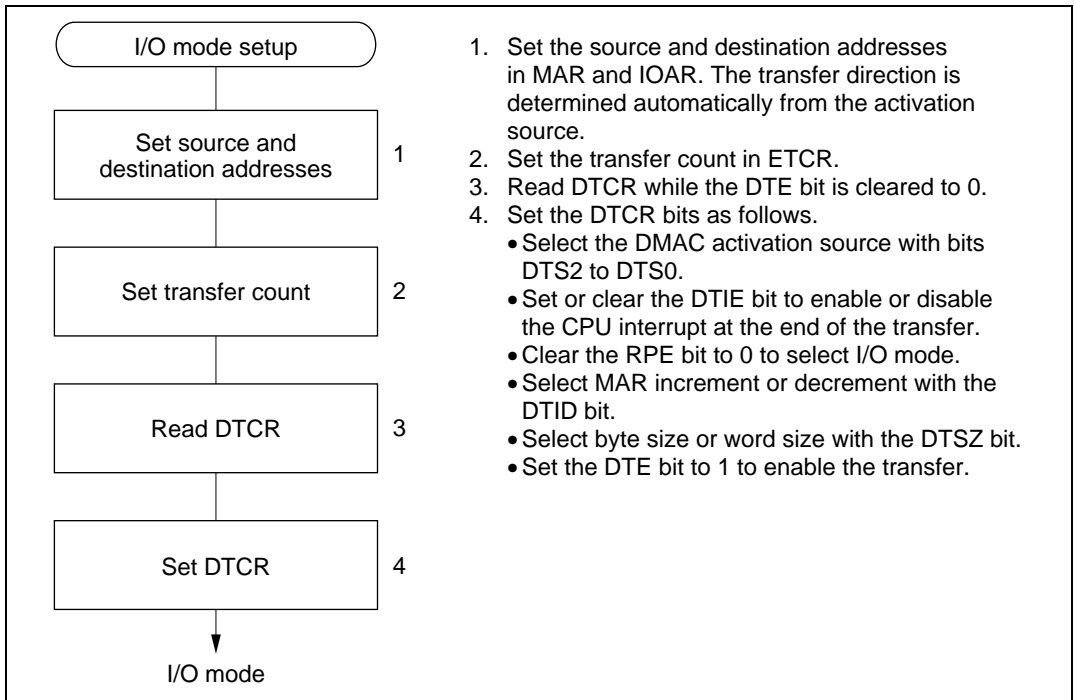 I/O mode setup
Set source and
destination addresses
1
Set transfer count
2
Read DTCR
3
Set DTCR
4
I/O mode
1. Set the source and destination addresses
in MAR and IOAR. The transfer direction is
determined automatically from the activation
source.
2. Set the transfer count in ETCR.
3. Read DTCR while the DTE bit is cleared to 0.
4. Set the DTCR bits as follows.
• Select the DMAC activation source with bits
DTS2 to DTS0.
• Set or clear the DTIE bit to enable or disable
the CPU interrupt at the end of the transfer.
• Clear the RPE bit to 0 to select I/O mode.
• Select MAR increment or decrement with the
DTID bit.
• Select byte size or word size with the DTSZ bit.
• Set the DTE bit to 1 to enable the transfer.